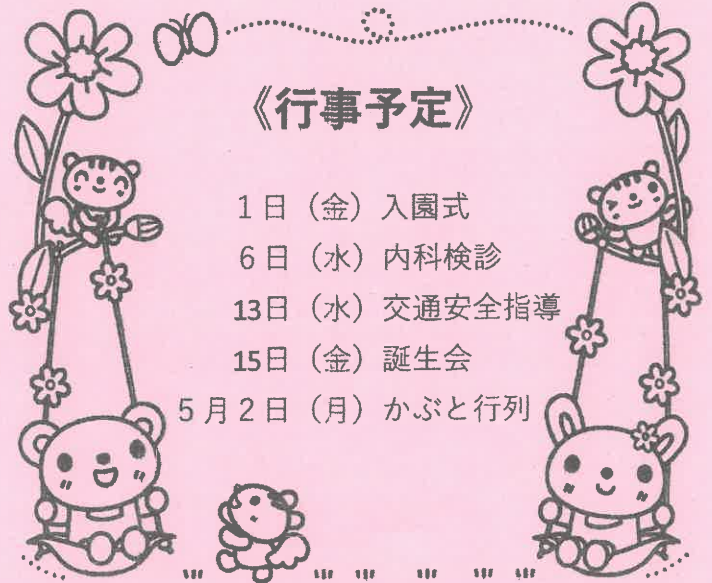 《行事予定》
1日（金）入園式
6日（水）内科検診
13日（水）交通安全指導
15日（金）誕生会
5月2日（月）かぶと行列